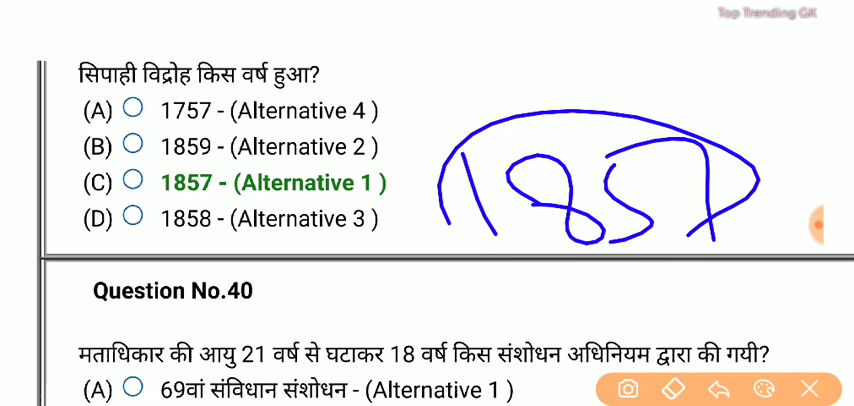 Top Trending GK
सिपाही विद्रोह किस वर्ष हुआ?
(A) 1757 - (Alternative 4 )
(B) 1859 - (Alternative 2 )
(C) 1857 - (Alternative 1 )
(D) 1858 - (Alternative 3 )
1857
Question No.40
मताधिकार की आयु 21 वर्ष से घटाकर 18 वर्ष किस संशोधन अधिनियम द्वारा की गयी?
(A) 69वां संविधान संशोधन - (Alternative 1 )